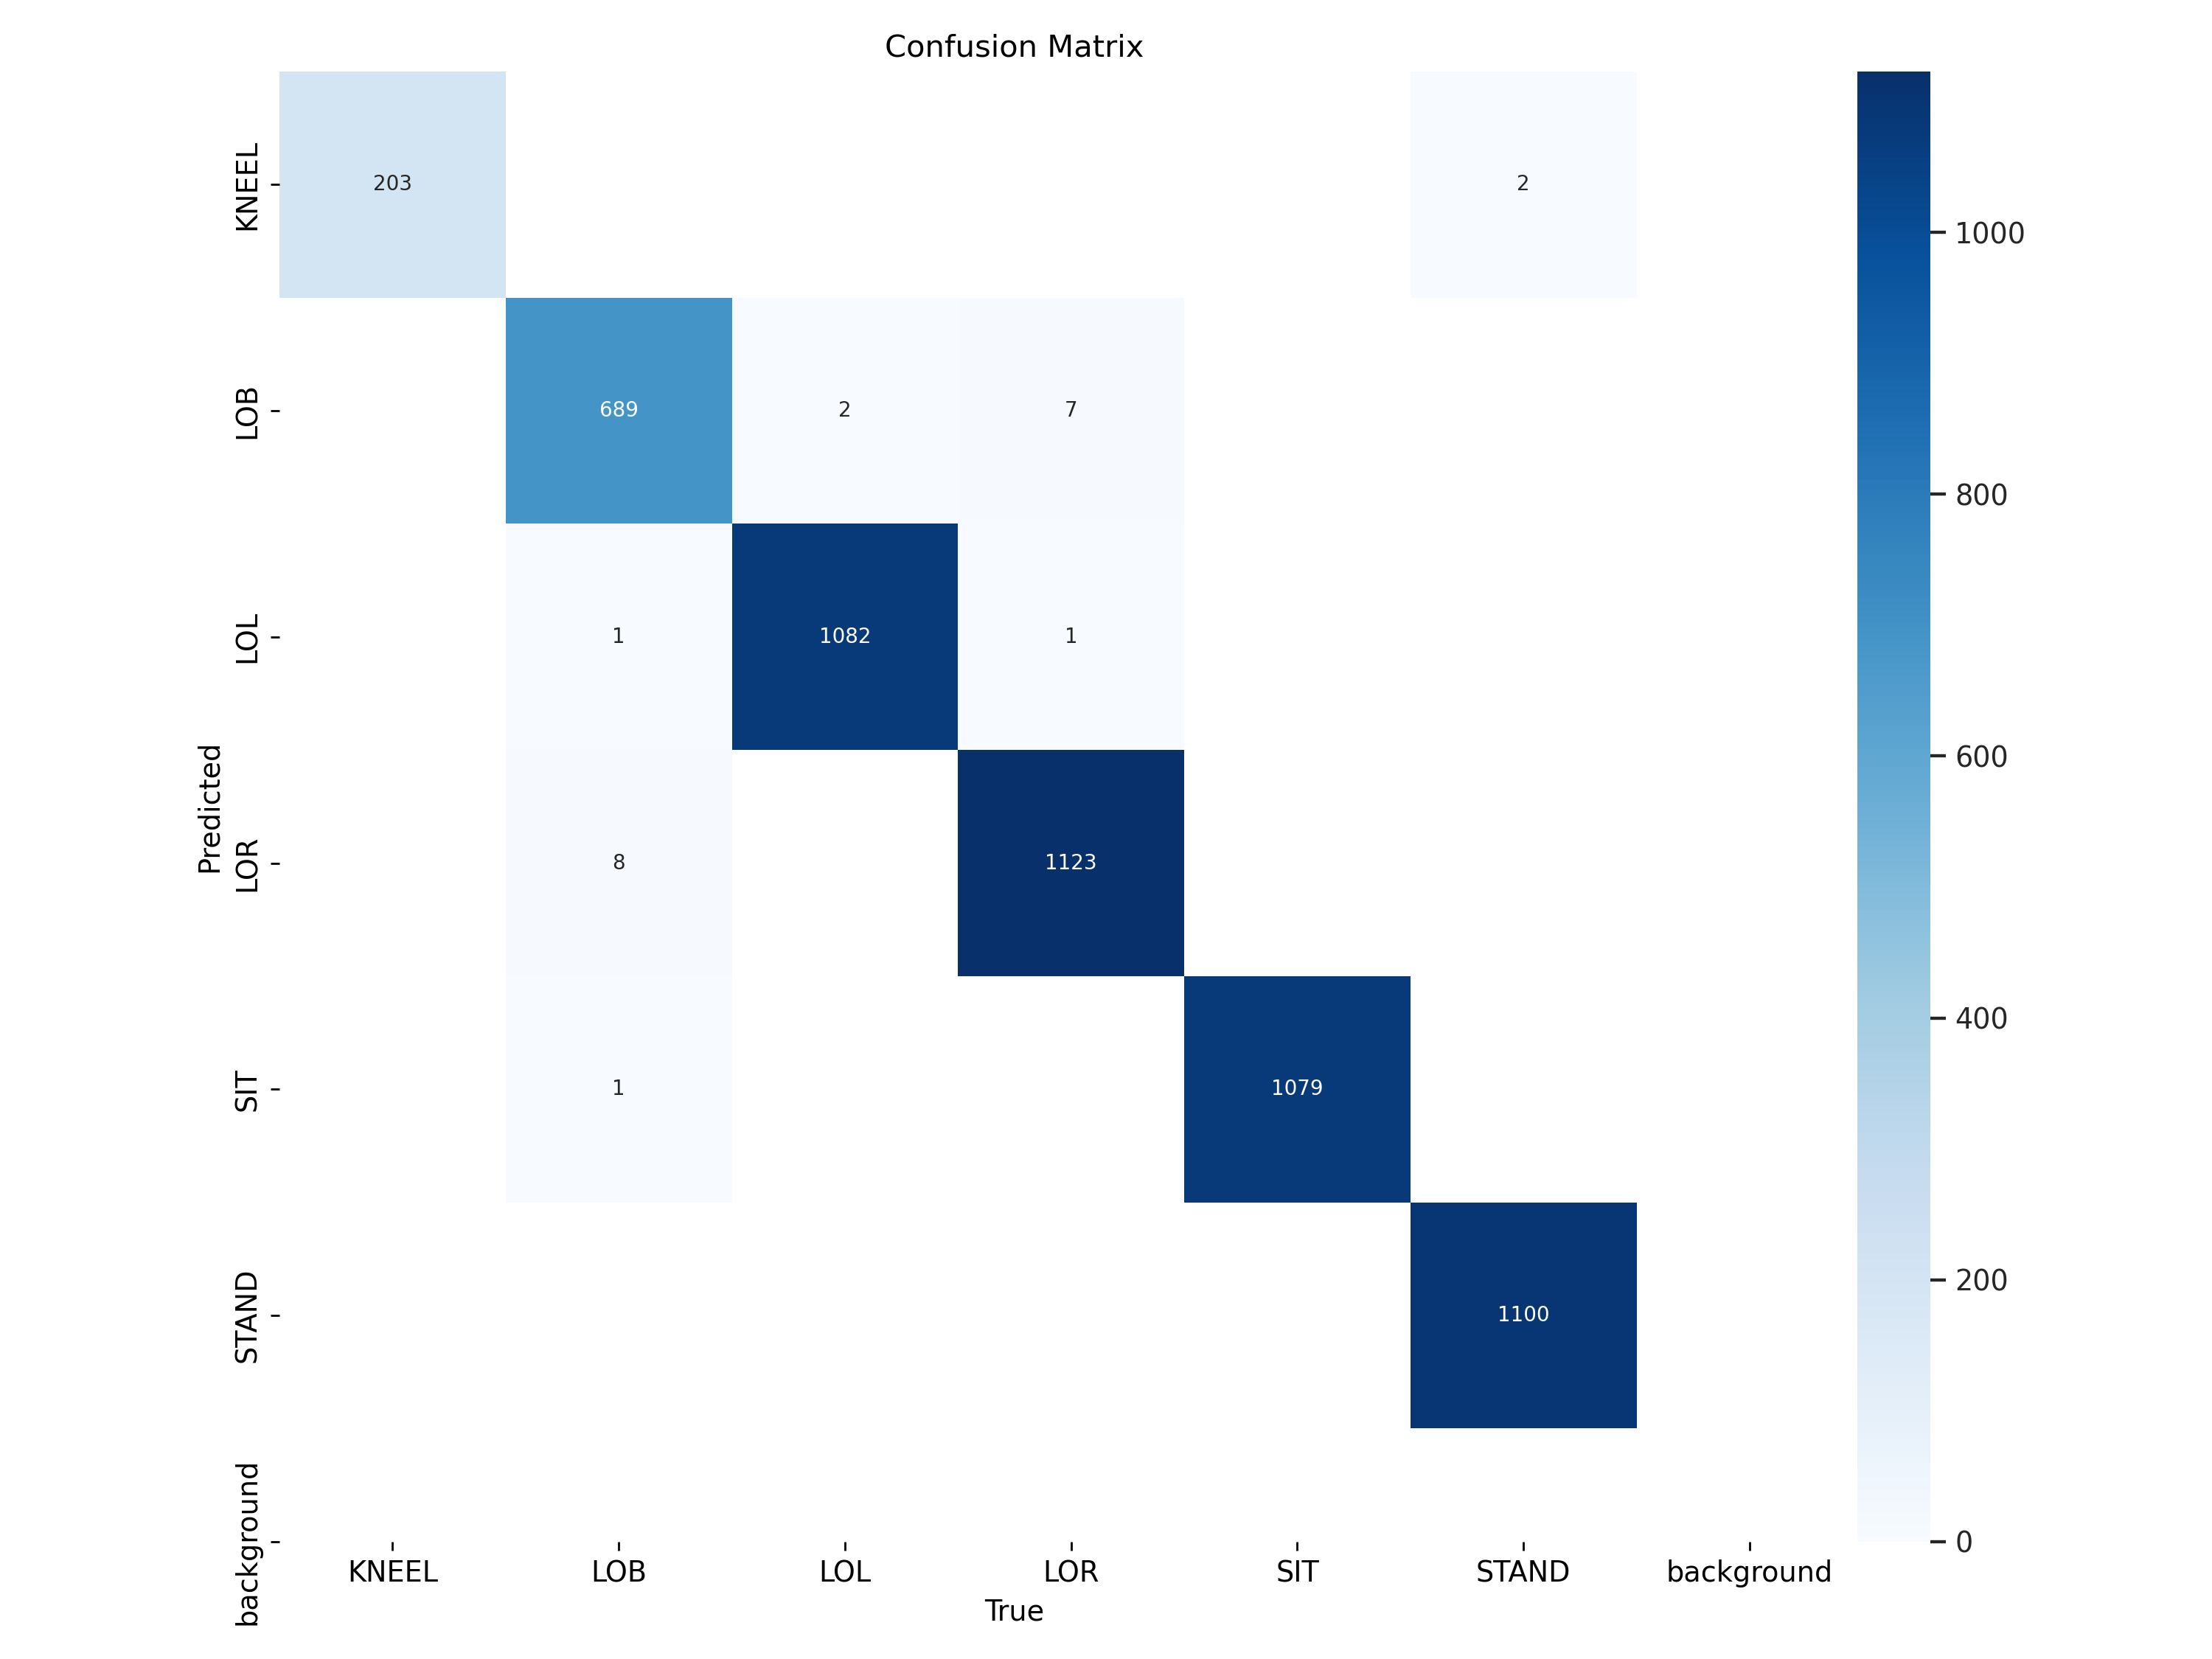 Confusion Matrix
KNEEL
203
2
1000
LOB
689
2
7
800
LOL
1
1082
1
600
Predicted
LOR
8
1123
400
SIT
1
1079
200
STAND
1100
background
0
KNEEL LOB LOL LOR SIT STAND background
True